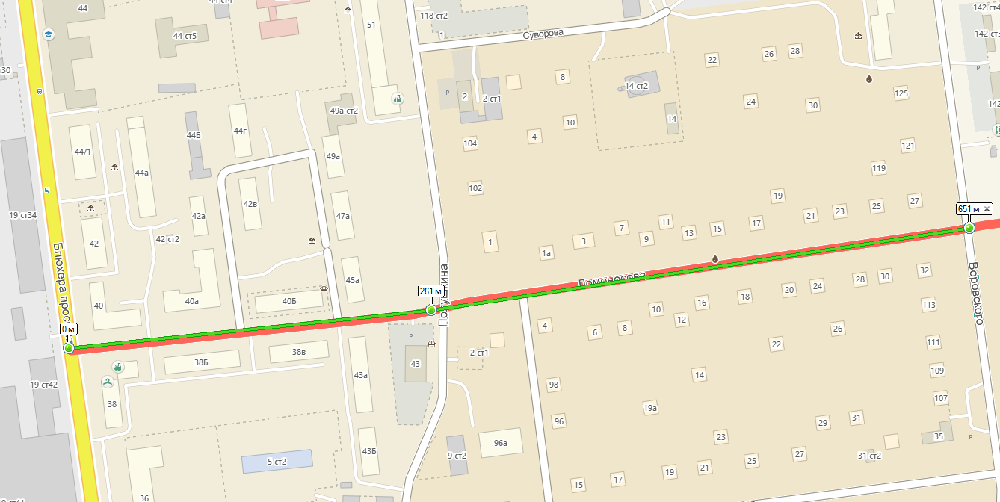 44
44 ст4
118 ст2
142 ст4
51
44 ст5
1
Суворова
142 ст3
22
26
28
8
14 ст2
125
2
2 ст1
24
30
49а ст2
14
10
44Б
44г
4
104
121
44/1
49а
44а
119
102
19
42в
25
27
19 ст34
42а
47а
21
23
651 м
7
11
17
15
13
42
42 ст2
1
3
9
1а
Блюхера прос
Пушкина
Ломоносова
Воровского
45а
28
30
32
20
24
261 м
40
40а
40Б
18
16
10
12
113
4
6
8
26
0 м
38Б
38в
2 ст1
22
111
43
43а
14
109
98
19 ст42
38
107
19а
96
29
31
35
5 ст2
43Б
9 ст2
96а
23
27
31 ст2
25
21
19
17
15
36